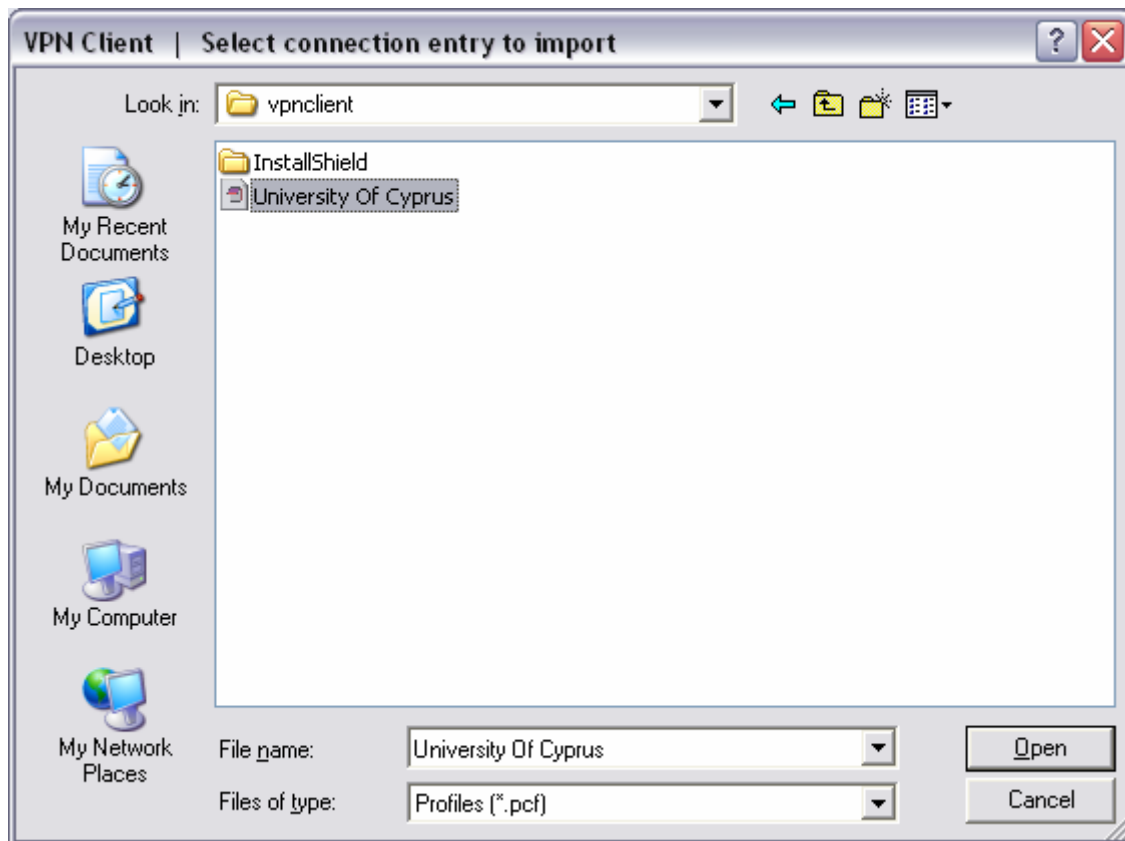 VPN Client | Select connection entry to import
Look in: vpnclient
InstallShield
University Of Cyprus
My Recent
Documents
Desktop
My Documents
My Computer
My Network
Places
File name: University Of Cyprus Open
Files of type: Profiles (*.pcf) Cancel